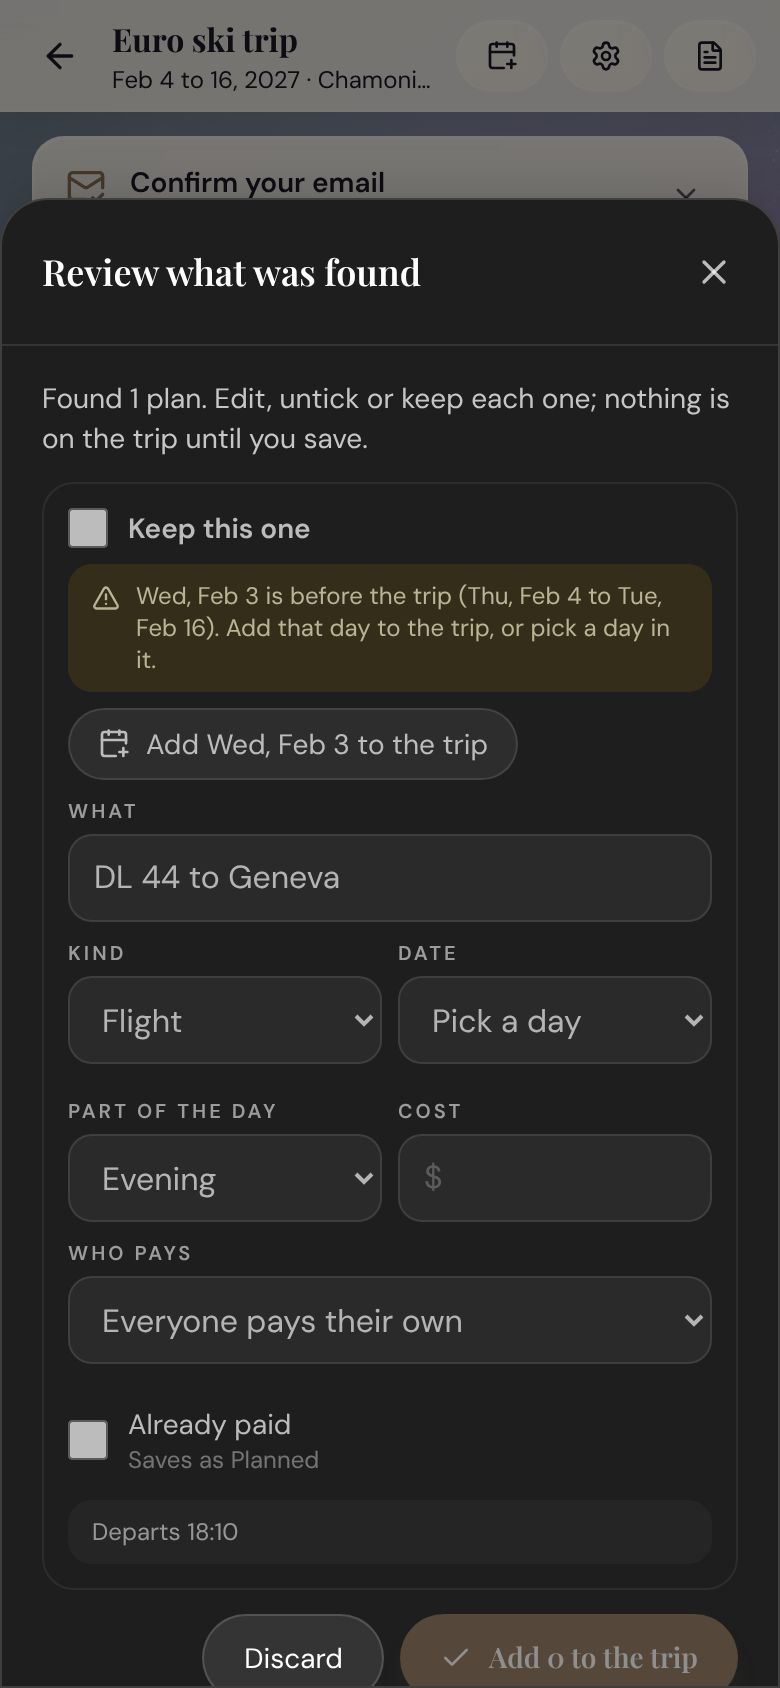 Euro ski trip
Feb 4 to 16, 2027 · Chamoni...
Confirm your email
Review what was found
Found 1 plan. Edit, untick or keep each one; nothing is
on the trip until you save.
Keep this one
Wed, Feb 3 is before the trip (Thu, Feb 4 to Tue,
Feb 16). Add that day to the trip, or pick a day in
it.
Add Wed, Feb 3 to the trip
WHAT
DL 44 to Geneva
KIND
DATE
Flight
Pick a day
PART OF THE DAY
COST
Evening
$
WHO PAYS
Everyone pays their own
Already paid
Saves as Planned
Departs 18:10
Discard
Add 0 to the trip